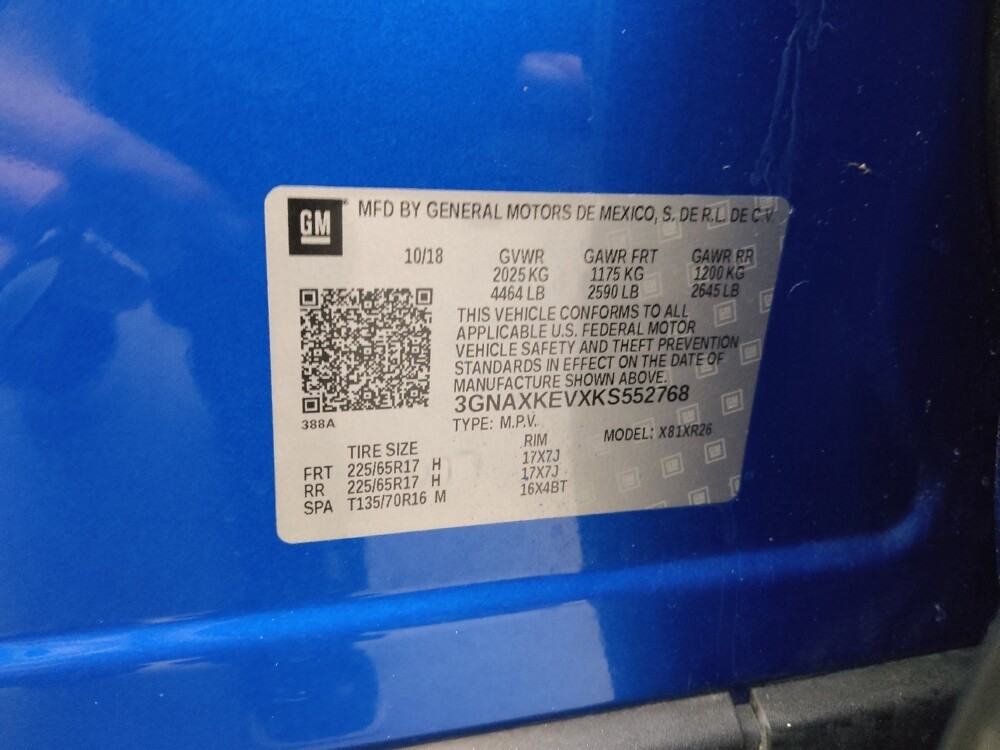 GM
MFD BY GENERAL MOTORS DE MEXICO, S. DE R.L. DE C.V.
10/18 GVWR GAWR FRT GAWR RR
2025 KG 1175 KG 1200 KG
4464 LB 2590 LB 2645 LB
THIS VEHICLE CONFORMS TO ALL
APPLICABLE U.S. FEDERAL MOTOR
VEHICLE SAFETY AND THEFT PREVENTION
STANDARDS IN EFFECT ON THE DATE OF
MANUFACTURE SHOWN ABOVE.
3GNAXKEVXKS552768
388A
TYPE: M.P.V. MODEL: X81XR26
TIRE SIZE RIM
FRT 225/65R17 H 17X7J
RR 225/65R17 H 17X7J
SPA T135/70R16 M 16X4BT